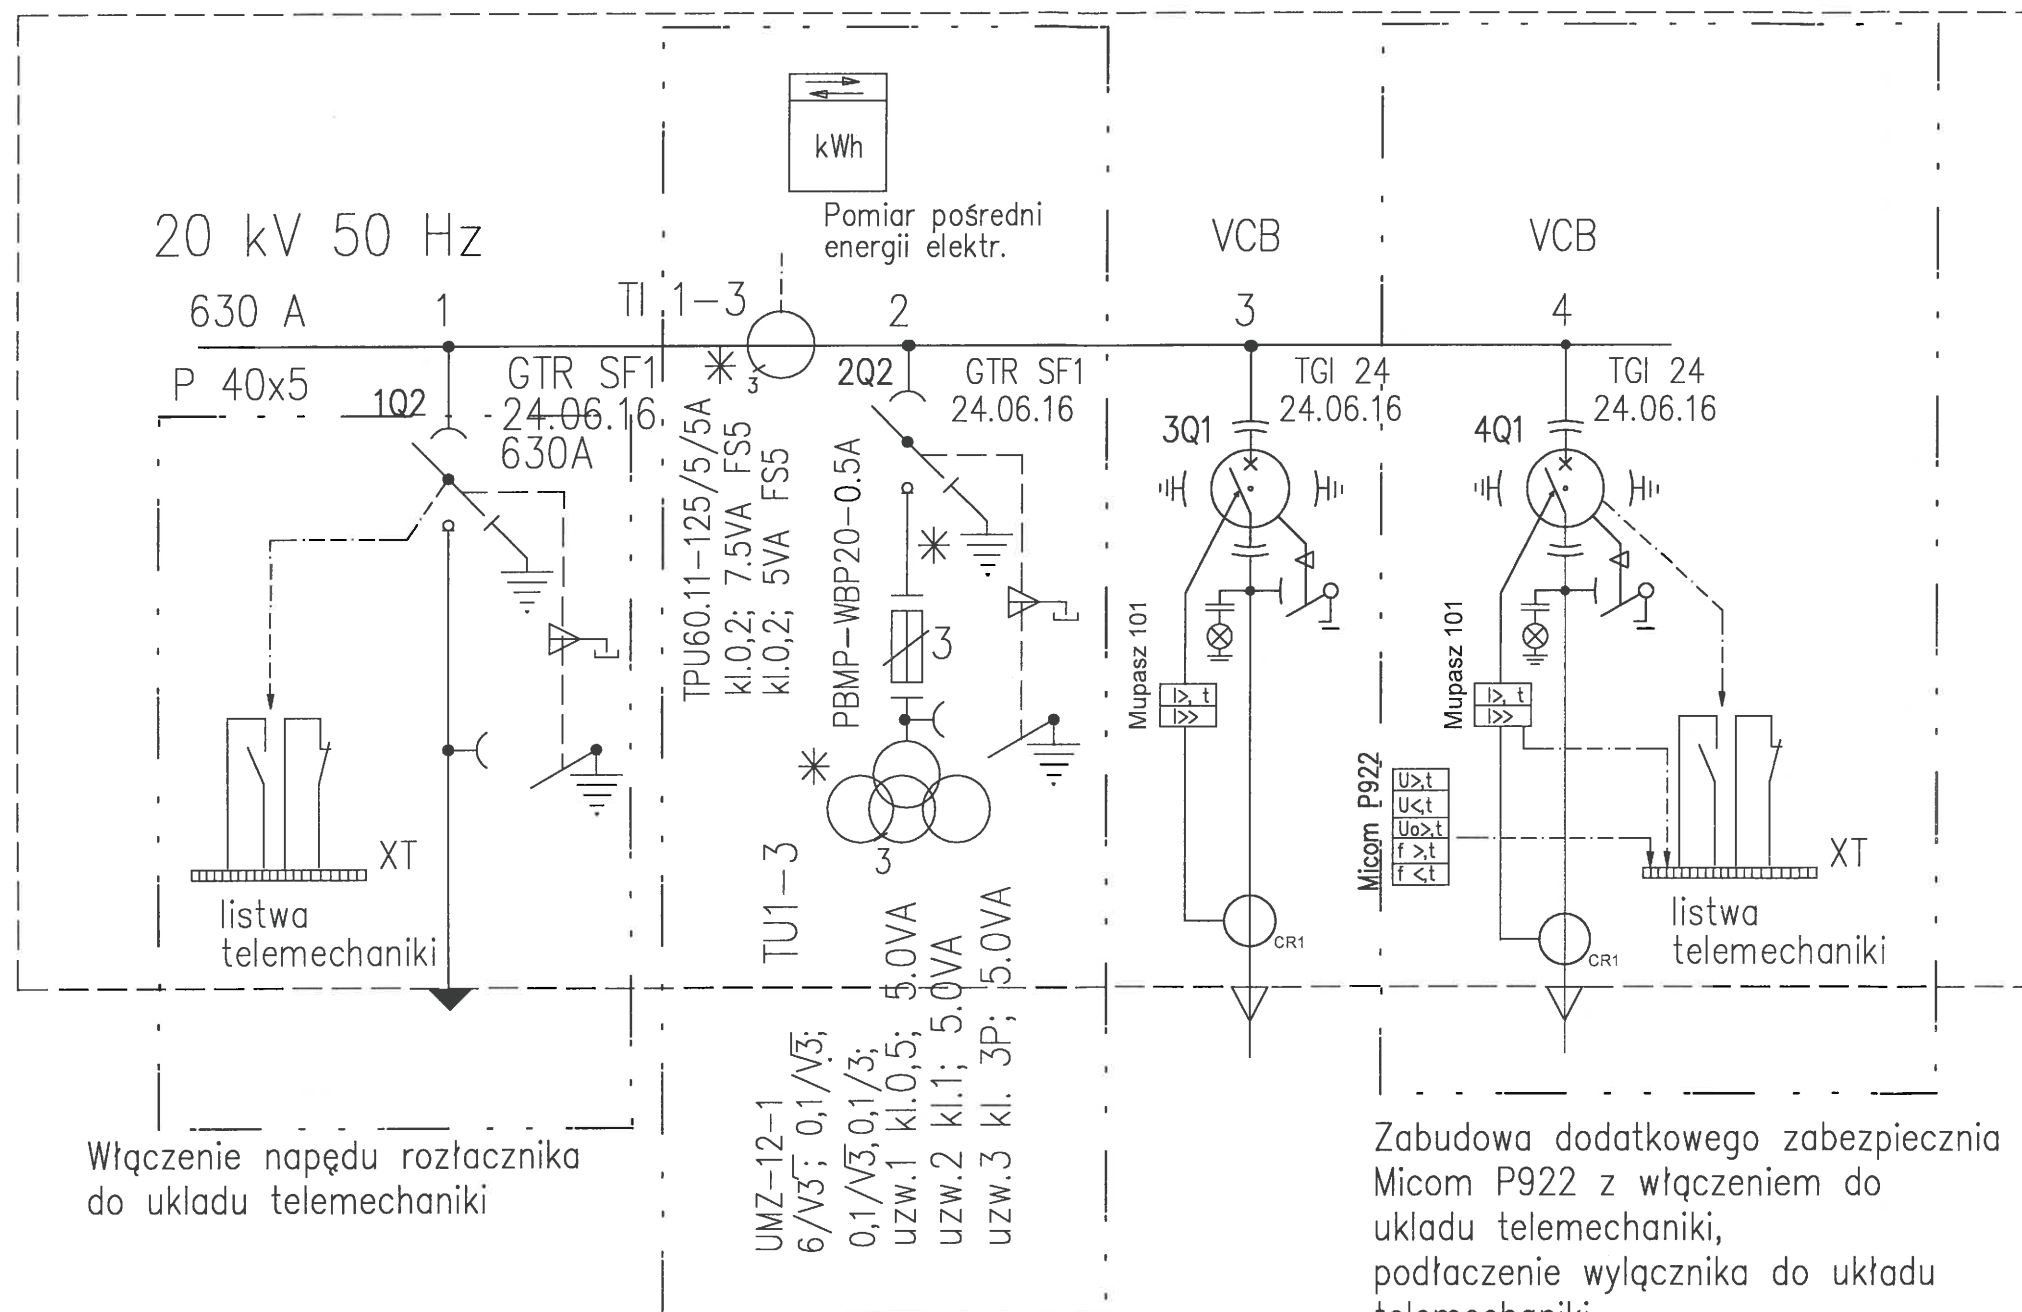 kWh
Pomiar pośredni
energii elektr.
20 kV 50 Hz
VCB
VCB
630 A
1
TI 1-3
2
3
4
P 40x5
1Q2
GTR SF1
24.06.16
630A
3
2Q2
GTR SF1
24.06.16
TGI 24
24.06.16
TGI 24
24.06.16
3Q1
4Q1
TPU60.11-125/5/5A
kl.0,2; 7.5VA FS5
kl.0,2; 5VA FS5
PBMP-WBP20-0.5A
3
3
TU1-3
Mupasz 101
I>, t
I>>
Mupasz 101
I>, t
I>>
Micom P922
U>,t
U<,t
Uo>,t
f >,t
f <,t
XT
listwa
telemechaniki
XT
listwa
telemechaniki
CR1
CR1
UMZ-12-1
6/√3; 0,1/√3;
0,1/√3,0,1/3;
uzw.1 kl.0,5; 5.0VA
uzw.2 kl.1; 5.0VA
uzw.3 kl. 3P; 5.0VA
Włączenie napędu rozłacznika
do ukladu telemechaniki
Zabudowa dodatkowego zabezpiecznia
Micom P922 z włączeniem do
ukladu telemechaniki,
podłaczenie wylącznika do układu